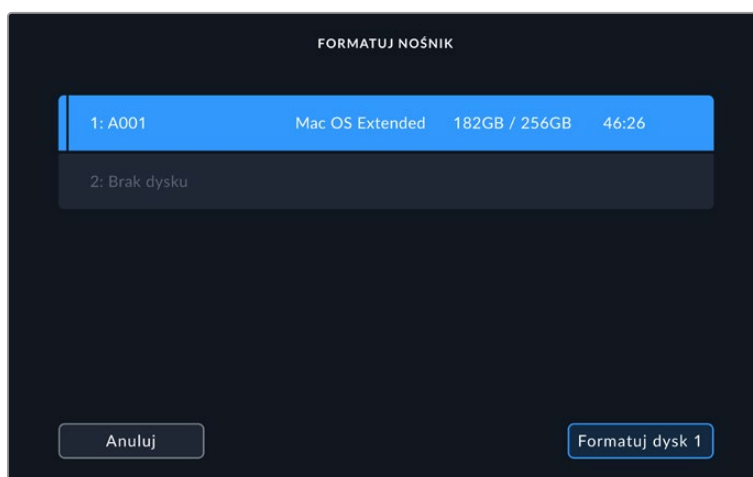 FORMATUJ NOŚNIK
1: A001 Mac OS Extended 182GB / 256GB 46:26
2: Brak dysku
Anuluj Formatuj dysk 1